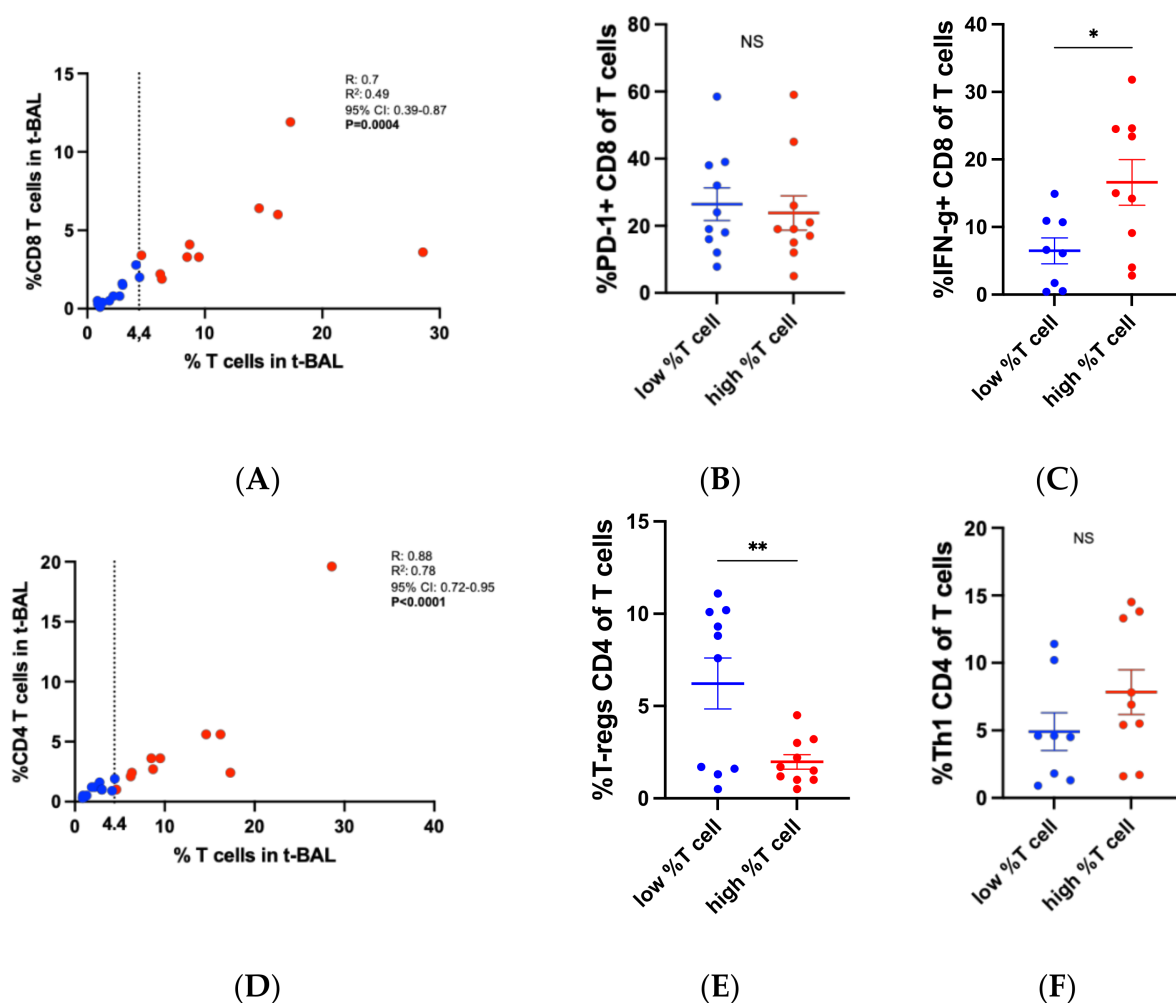 %CD8 T cells in t-BAL
15
10
5
0
0
4,4
10
20
30
% T cells in t-BAL
R: 0.7
R²: 0.49
95% CI: 0.39-0.87
P=0.0004
(A)
%PD-1+ CD8 of T cells
80
60
40
20
0
NS
low %T cell
high %T cell
(B)
%IFN-g+ CD8 of T cells
40
30
20
10
0
*
low %T cell
high %T cell
(C)
%CD4 T cells in t-BAL
20
15
10
5
0
0
4.4
10
20
30
40
% T cells in t-BAL
R: 0.88
R²: 0.78
95% CI: 0.72-0.95
P<0.0001
(D)
%T-regs CD4 of T cells
15
10
5
0
**
low %T cell
high %T cell
(E)
%Th1 CD4 of T cells
20
15
10
5
0
NS
low %T cell
high %T cell
(F)